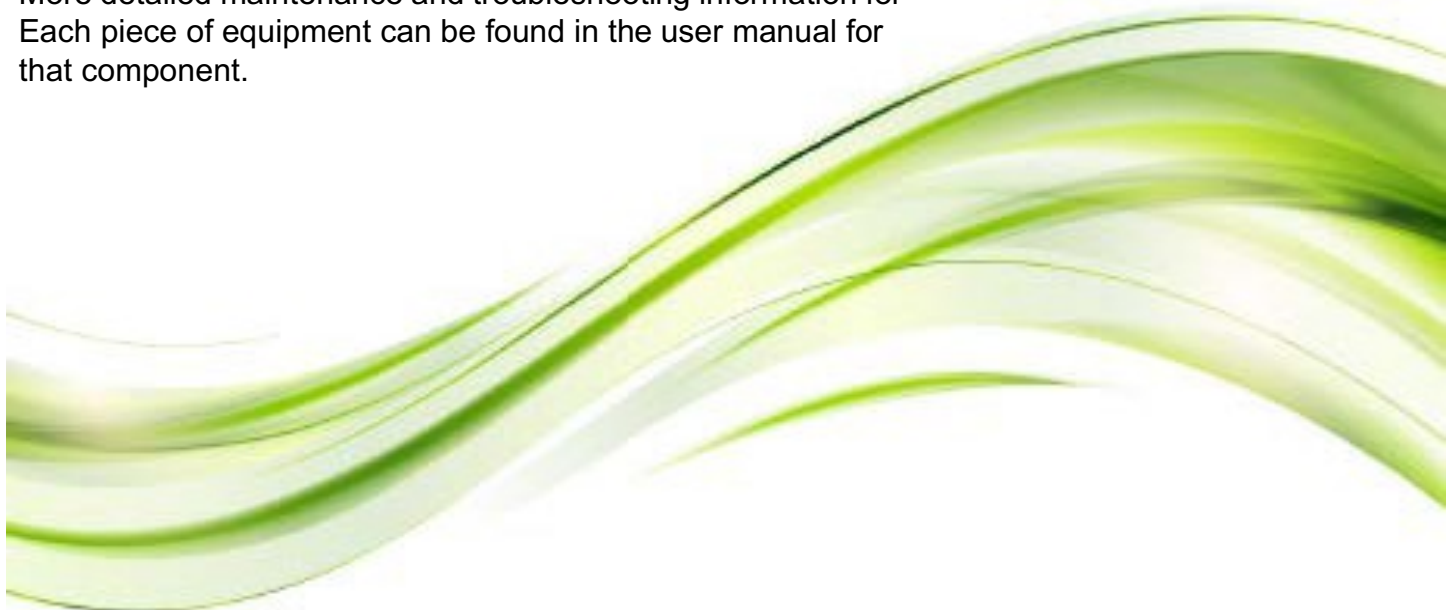 More detailed maintenance and troubleshooting information for
Each piece of equipment can be found in the user manual for
that component.